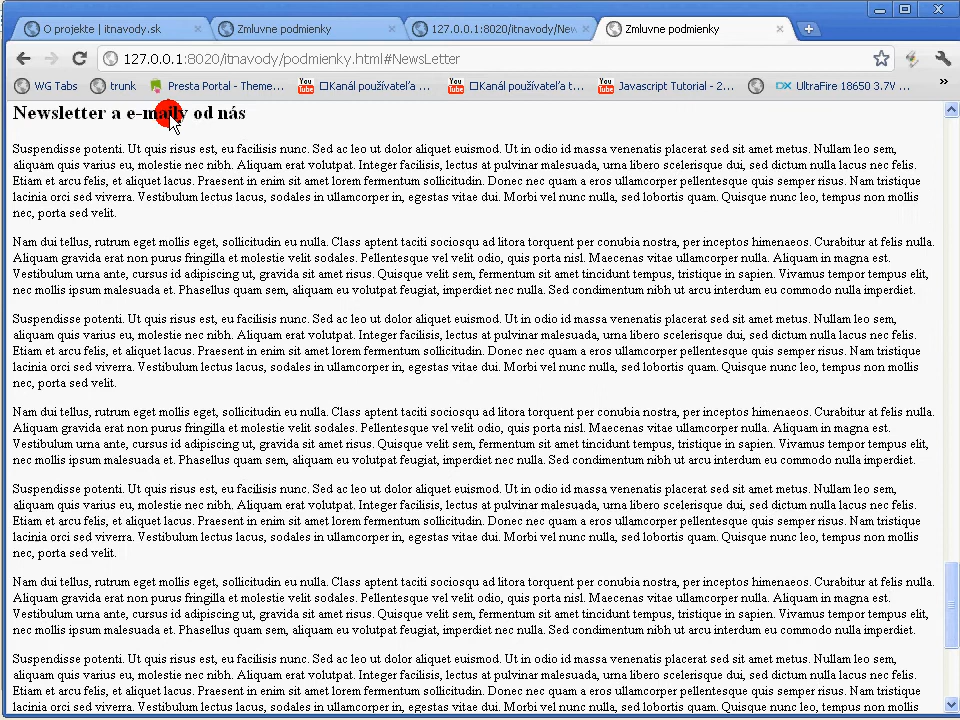 O projekte | itnavody.sk
Zmluvne podmienky
127.0.0.1:8020/itnavody/New
Zmluvne podmienky
127.0.0.1:8020/itnavody/podmienky.html#NewsLetter
WG Tabs
trunk
Presta Portal - Theme...
Kanál používateľa ...
Kanál používateľa t...
Javascript Tutorial - 2...
UltraFire 18650 3.7V ...
Newsletter a e-maily od nás
Suspendisse potenti. Ut quis risus est, eu facilisis nunc. Sed ac leo ut dolor aliquet euismod. Ut in odio id massa venenatis placerat sed sit amet metus. Nullam leo sem,
aliquam quis varius eu, molestie nec nibh. Aliquam erat volutpat. Integer facilisis, lectus at pulvinar malesuada, urna libero scelerisque dui, sed dictum nulla lacus nec felis.
Etiam et arcu felis, et aliquet lacus. Praesent in enim sit amet lorem fermentum sollicitudin. Donec nec quam a eros ullamcorper pellentesque quis semper risus. Nam tristique
lacinia orci sed viverra. Vestibulum lectus lacus, sodales in ullamcorper in, egestas vitae dui. Morbi vel nunc nulla, sed lobortis quam. Quisque nunc leo, tempus non mollis
nec, porta sed velit.
Nam dui tellus, rutrum eget mollis eget, sollicitudin eu nulla. Class aptent taciti sociosqu ad litora torquent per conubia nostra, per inceptos himenaeos. Curabitur at felis nulla.
Aliquam gravida erat non purus fringilla et molestie velit sodales. Pellentesque vel velit odio, quis porta nisl. Maecenas vitae aliquam diam. Aliquam in magna est.
Vestibulum urna ante, cursus id adipiscing ut, gravida sit amet risus. Quisque velit sem, fermentum sit amet tincidunt tempus, tristique in sapien. Vivamus tempor tempus elit,
nec mollis ipsum malesuada et. Phasellus quam sem, aliquam eu volutpat feugiat, imperdiet nec nulla. Sed condimentum nibh ut arcu interdum eu commodo nulla imperdiet.
Suspendisse potenti. Ut quis risus est, eu facilisis nunc. Sed ac leo ut dolor aliquet euismod. Ut in odio id massa venenatis placerat sed sit amet metus. Nullam leo sem,
aliquam quis varius eu, molestie nec nibh. Aliquam erat volutpat. Integer facilisis, lectus at pulvinar malesuada, urna libero scelerisque dui, sed dictum nulla lacus nec felis.
Etiam et arcu felis, et aliquet lacus. Praesent in enim sit amet lorem fermentum sollicitudin. Donec nec quam a eros ullamcorper pellentesque quis semper risus. Nam tristique
lacinia orci sed viverra. Vestibulum lectus lacus, sodales in ullamcorper in, egestas vitae dui. Morbi vel nunc nulla, sed lobortis quam. Quisque nunc leo, tempus non mollis
nec, porta sed velit.
Nam dui tellus, rutrum eget mollis eget, sollicitudin eu nulla. Class aptent taciti sociosqu ad litora torquent per conubia nostra, per inceptos himenaeos. Curabitur at felis nulla.
Aliquam gravida erat non purus fringilla et molestie velit sodales. Pellentesque vel velit odio, quis porta nisl. Maecenas vitae aliquam diam. Aliquam in magna est.
Vestibulum urna ante, cursus id adipiscing ut, gravida sit amet risus. Quisque velit sem, fermentum sit amet tincidunt tempus, tristique in sapien. Vivamus tempor tempus elit,
nec mollis ipsum malesuada et. Phasellus quam sem, aliquam eu volutpat feugiat, imperdiet nec nulla. Sed condimentum nibh ut arcu interdum eu commodo nulla imperdiet.
Suspendisse potenti. Ut quis risus est, eu facilisis nunc. Sed ac leo ut dolor aliquet euismod. Ut in odio id massa venenatis placerat sed sit amet metus. Nullam leo sem,
aliquam quis varius eu, molestie nec nibh. Aliquam erat volutpat. Integer facilisis, lectus at pulvinar malesuada, urna libero scelerisque dui, sed dictum nulla lacus nec felis.
Etiam et arcu felis, et aliquet lacus. Praesent in enim sit amet lorem fermentum sollicitudin. Donec nec quam a eros ullamcorper pellentesque quis semper risus. Nam tristique
lacinia orci sed viverra. Vestibulum lectus lacus, sodales in ullamcorper in, egestas vitae dui. Morbi vel nunc nulla, sed lobortis quam. Quisque nunc leo, tempus non mollis
nec, porta sed velit.
Nam dui tellus, rutrum eget mollis eget, sollicitudin eu nulla. Class aptent taciti sociosqu ad litora torquent per conubia nostra, per inceptos himenaeos. Curabitur at felis nulla.
Aliquam gravida erat non purus fringilla et molestie velit sodales. Pellentesque vel velit odio, quis porta nisl. Maecenas vitae aliquam diam. Aliquam in magna est.
Vestibulum urna ante, cursus id adipiscing ut, gravida sit amet risus. Quisque velit sem, fermentum sit amet tincidunt tempus, tristique in sapien. Vivamus tempor tempus elit,
nec mollis ipsum malesuada et. Phasellus quam sem, aliquam eu volutpat feugiat, imperdiet nec nulla. Sed condimentum nibh ut arcu interdum eu commodo nulla imperdiet.
Suspendisse potenti. Ut quis risus est, eu facilisis nunc. Sed ac leo ut dolor aliquet euismod. Ut in odio id massa venenatis placerat sed sit amet metus. Nullam leo sem,
aliquam quis varius eu, molestie nec nibh. Aliquam erat volutpat. Integer facilisis, lectus at pulvinar malesuada, urna libero scelerisque dui, sed dictum nulla lacus nec felis.
Etiam et arcu felis, et aliquet lacus. Praesent in enim sit amet lorem fermentum sollicitudin. Donec nec quam a eros ullamcorper pellentesque quis semper risus. Nam tristique
lacinia orci sed viverra. Vestibulum lectus lacus, sodales in ullamcorper in, egestas vitae dui. Morbi vel nunc nulla, sed lobortis quam. Quisque nunc leo, tempus non mollis